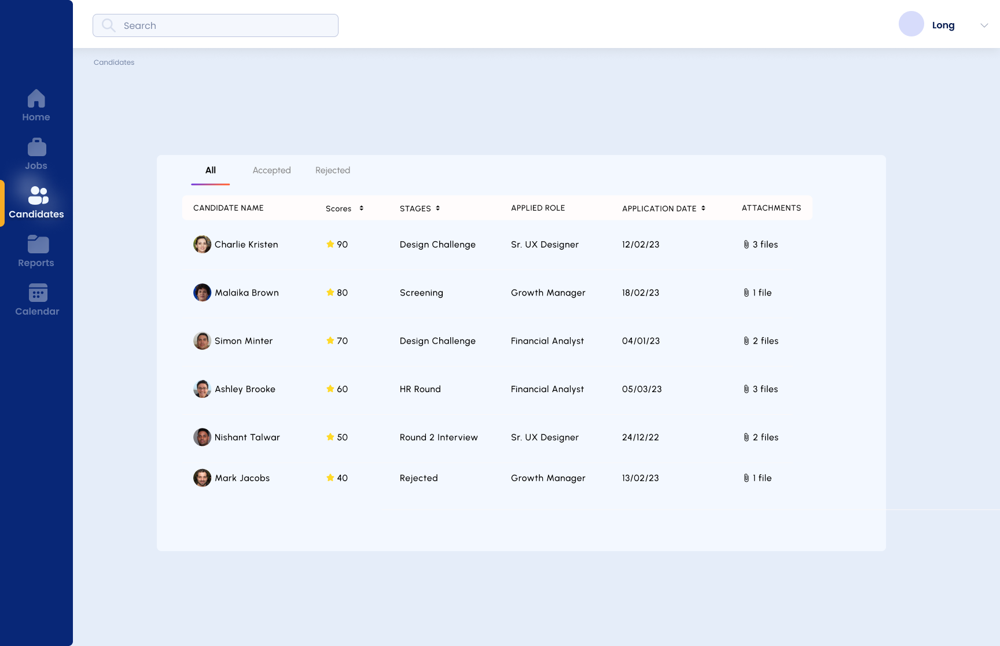 Search
Long
Candidates
Home
Jobs
Candidates
Reports
Calendar
All Accepted Rejected
CANDIDATE NAME Scores STAGES APPLIED ROLE APPLICATION DATE ATTACHMENTS
Charlie Kristen 90 Design Challenge Sr. UX Designer 12/02/23 3 files
Malaika Brown 80 Screening Growth Manager 18/02/23 1 file
Simon Minter 70 Design Challenge Financial Analyst 04/01/23 2 files
Ashley Brooke 60 HR Round Financial Analyst 05/03/23 3 files
Nishant Talwar 50 Round 2 Interview Sr. UX Designer 24/12/22 2 files
Mark Jacobs 40 Rejected Growth Manager 13/02/23 1 file